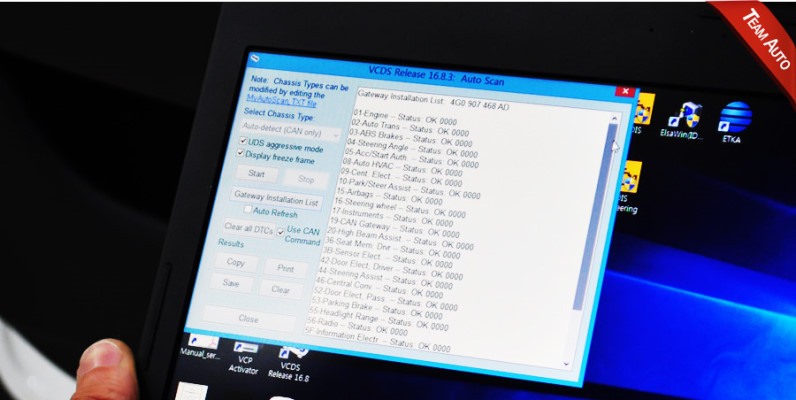 TEAM AUTO
VCDS Release 16.8.3: Auto Scan
Note: Chassis Types can be
modified by editing the
MyAutoScan.TXT file
Select Chassis Type:
Auto-detect (CAN only)
UDS aggressive mode
Display freeze frame
Start
Stop
Gateway Installation List
Auto Refresh
Clear all DTCs
Use CAN
Command
Results
Copy
Print
Save
Clear
Close
Gateway Installation List: 4G0 907 468 AD
01-Engine -- Status: OK 0000
02-Auto Trans -- Status: OK 0000
03-ABS Brakes -- Status: OK 0000
04-Steering Angle -- Status: OK 0000
05-Acc/Start Auth. -- Status: OK 0000
08-Auto HVAC -- Status: OK 0000
09-Cent. Elect. -- Status: OK 0000
10-Park/Steer Assist -- Status: OK 0000
15-Airbags -- Status: OK 0000
16-Steering wheel -- Status: OK 0000
17-Instruments -- Status: OK 0000
19-CAN Gateway -- Status: OK 0000
20-High Beam Assist -- Status: OK 0000
36-Seat Mem. Drvr -- Status: OK 0000
3B-Sensor Elect -- Status: OK 0000
42-Door Elect, Driver -- Status: OK 0000
44-Steering Assist -- Status: OK 0000
46-Central Conv. -- Status: OK 0000
52-Door Elect, Pass. -- Status: OK 0000
53-Parking Brake -- Status: OK 0000
55-Headlight Range -- Status: OK 0000
56-Radio -- Status: OK 0000
5F-Information Electr. -- Status: OK 0000
DIS
ElsaWin(ID...
ETKA
DIS
eering
Manual_ser...
VCP
Activator
VCDS
Release 16.8